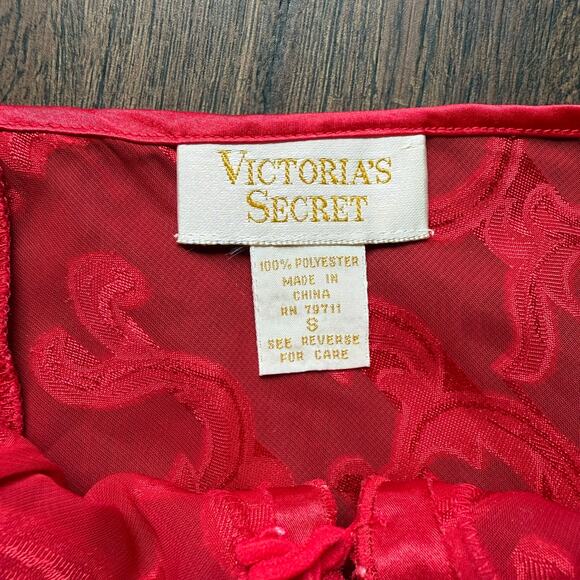 VICTORIA'S
SECRET
100% POLYESTER
MADE IN
CHINA
RN 79711
S
SEE REVERSE
FOR CARE